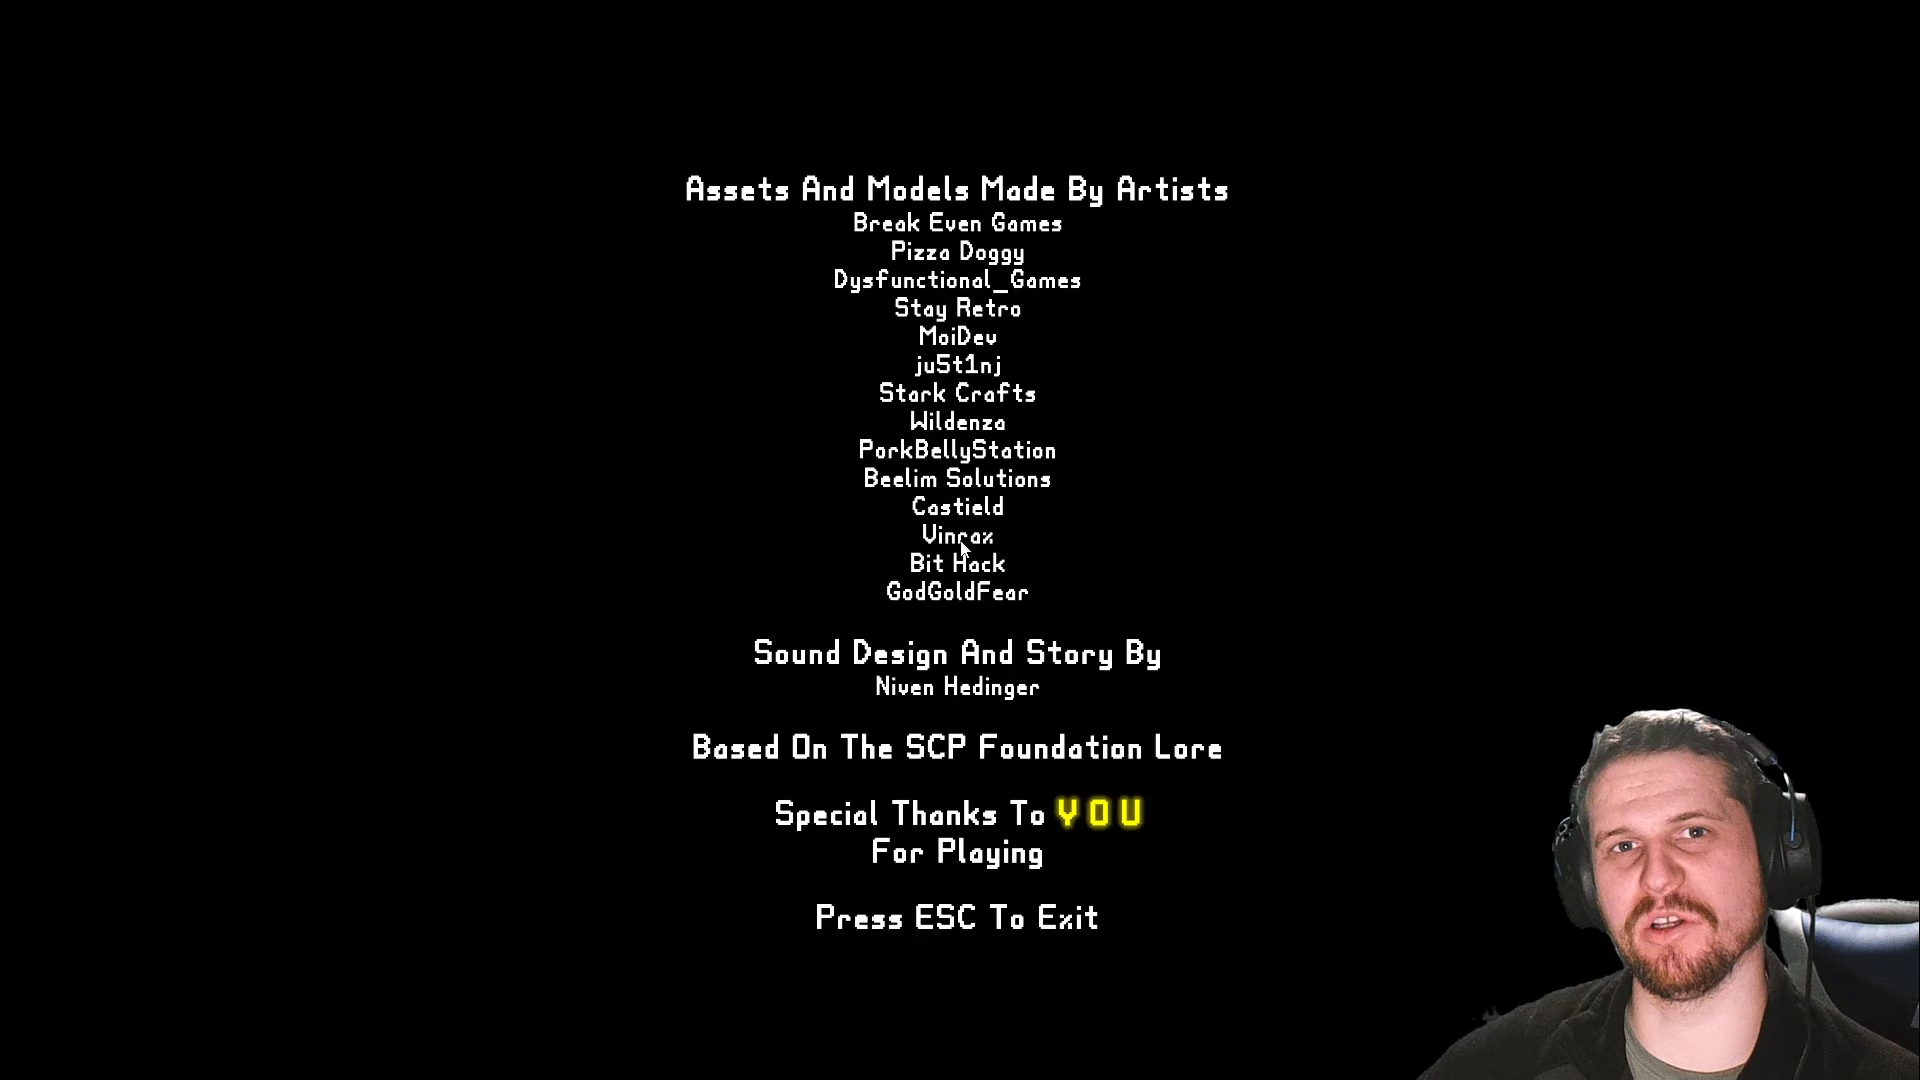 Assets And Models Made By Artists
Break Even Games
Pizza Doggy
Dysfunctional_Games
Stay Retro
MoiDev
ju5t1nj
Stark Crafts
Wildenza
PorkBellyStation
Beelim Solutions
Castield
Vinrax
Bit Hack
GodGoldFear
Sound Design And Story By
Niven Hedinger
Based On The SCP Foundation Lore
Special Thanks To YOU
For Playing
Press ESC To Exit